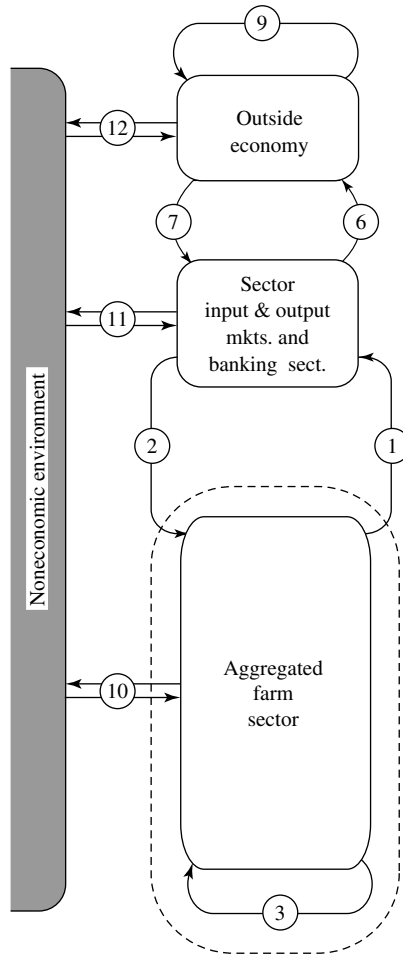 9
Outside
economy
12
7
6
Sector
input & output
mkts. and
banking sect.
11
2
1
Noneconomic environment
Aggregated
farm
sector
10
3